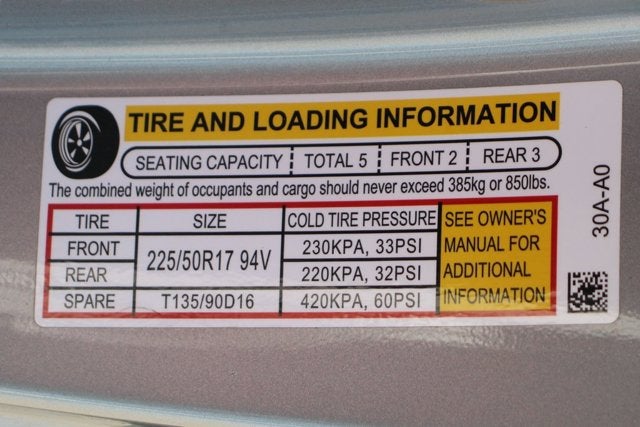 TIRE AND LOADING INFORMATION
SEATING CAPACITY TOTAL 5 FRONT 2 REAR 3
The combined weight of occupants and cargo should never exceed 385kg or 850lbs.
TIRE SIZE COLD TIRE PRESSURE
FRONT 225/50R17 94V 230KPA, 33PSI
REAR 220KPA, 32PSI
SPARE T135/90D16 420KPA, 60PSI
SEE OWNER'S
MANUAL FOR
ADDITIONAL
INFORMATION
30A-A0